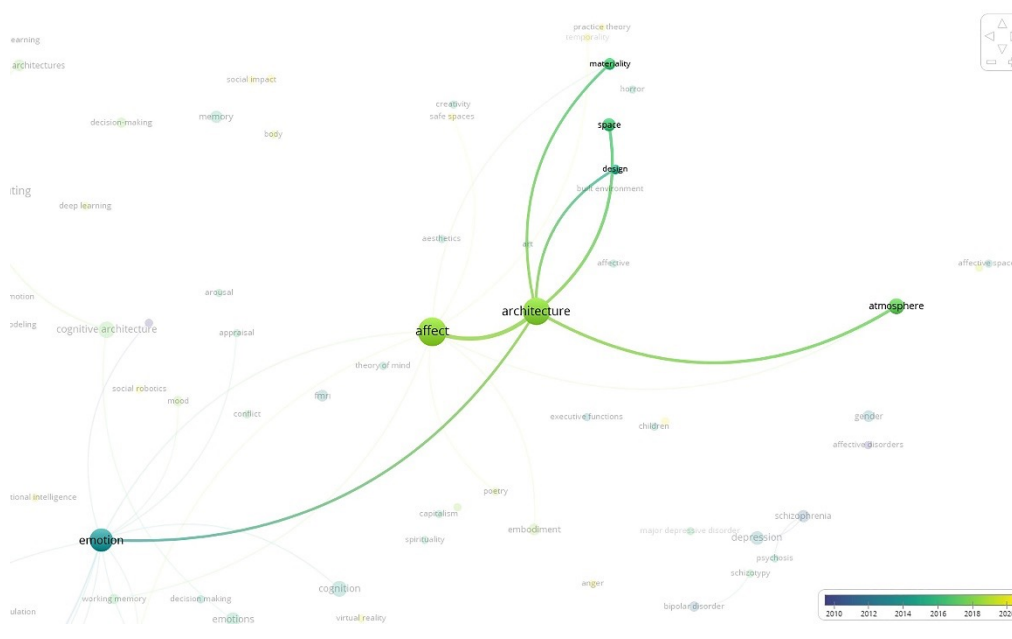 practice theory
temporality
earning
materiality
architectures
social impact
horror
creativity
memory
safe spaces
decision-making
space
body
design
built environment
iting
deep learning
aesthetics
art
affective
affective space
arousal
motion
atmosphere
architecture
odeling
cognitive architecture
appraisal
affect
theory of mind
social robotics
mood
fmri
conflict
executive functions
gender
children
affective disorders
poetry
ional intelligence
capitalism
schizophrenia
embodiment
major depressive disorder
emotion
spirituality
depression
psychosis
schizotypy
anger
cognition
working memory
decision-making
bipolar disorder
ulation
emotions
virtual reality
2010 2012 2014 2016 2018